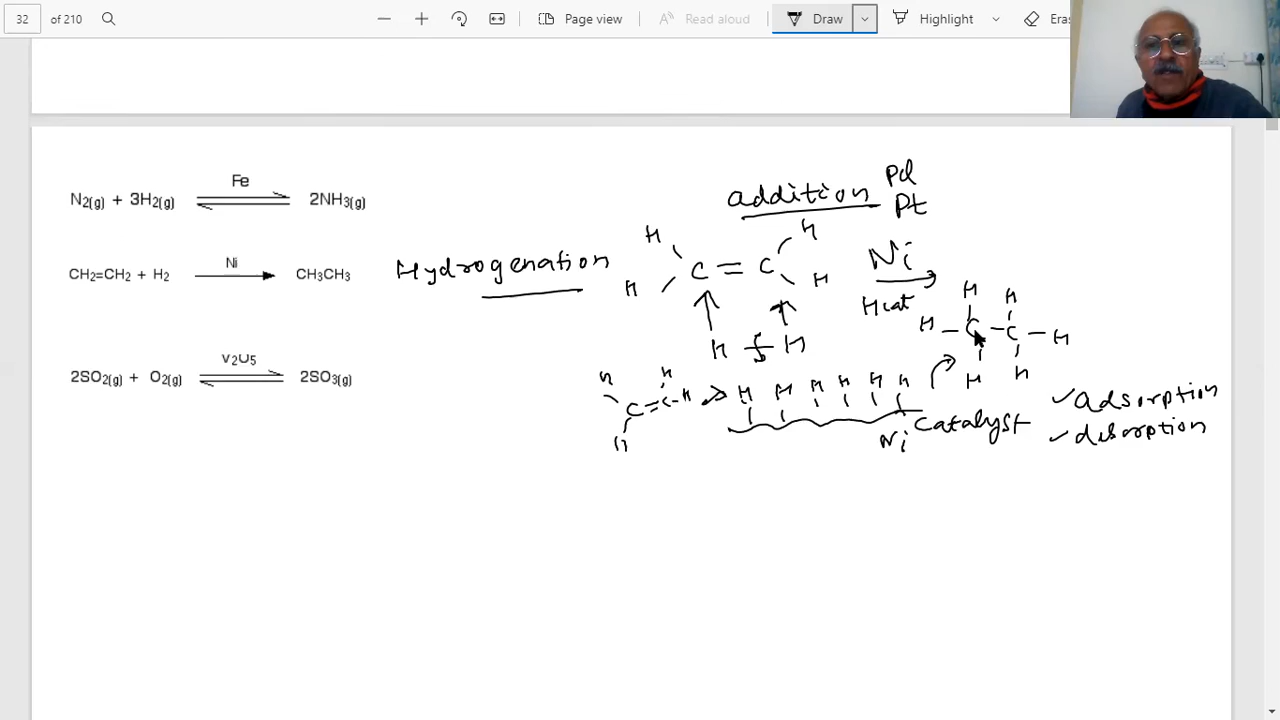 32 of 210 Page view Read aloud Draw Highlight Eras
N2(g) + 3H2(g) Fe 2NH3(g)
CH2=CH2 + H2 Ni CH3CH3
2SO2(g) + O2(g) V2O5 2SO3(g)
Hydrogenation
addition Pd
Pt
H H
C = C Ni
H H Heat
H H
H H
H - C - C - H
H H
H H
C = C - H
H
H H H H H H
Ni Catalyst
✓ adsorption
✓ desorption